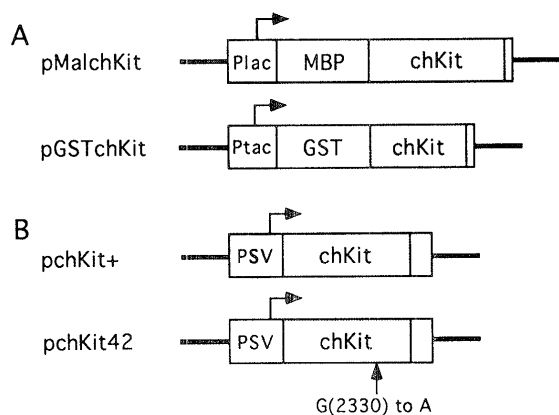 A
pMalchKit
Plac MBP chKit
pGSTchKit
Ptac GST chKit
B
pchKit+
PSV chKit
pchKit42
PSV chKit
G(2330) to A